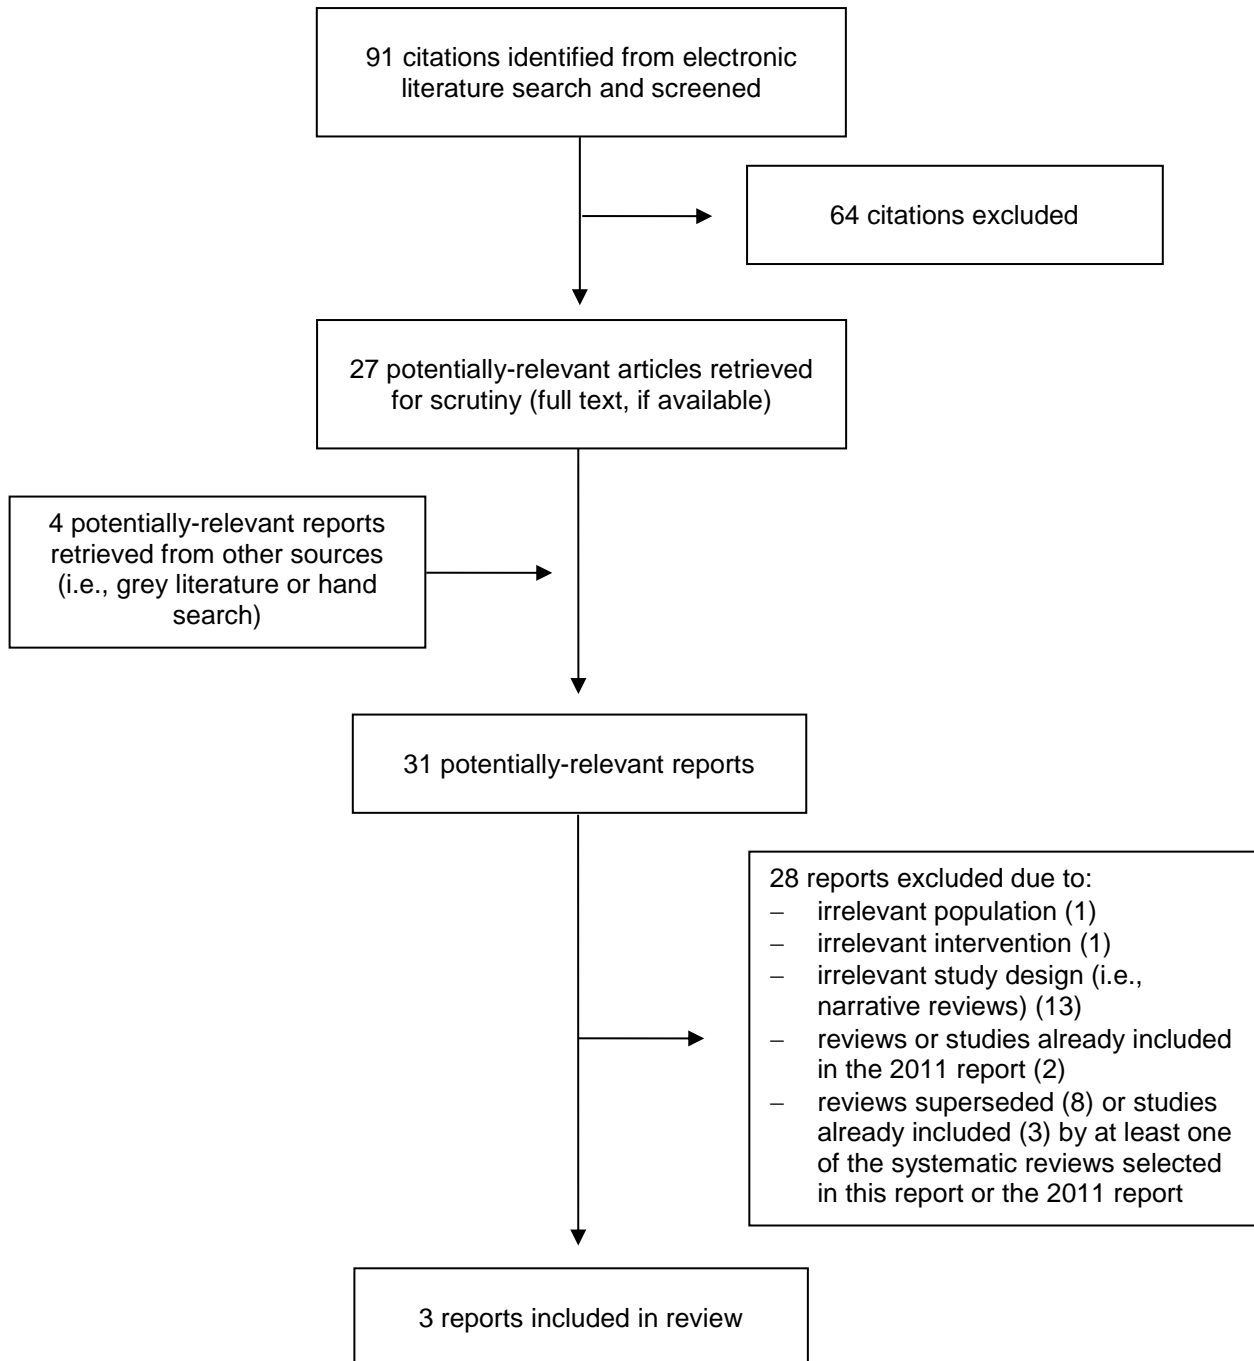 91 citations identified from electronic
literature search and screened
64 citations excluded
27 potentially-relevant articles retrieved
for scrutiny (full text, if available)
4 potentially-relevant reports
retrieved from other sources
(i.e., grey literature or hand
search)
31 potentially-relevant reports
28 reports excluded due to:
− irrelevant population (1)
− irrelevant intervention (1)
− irrelevant study design (i.e.,
narrative reviews) (13)
− reviews or studies already included
in the 2011 report (2)
− reviews superseded (8) or studies
already included (3) by at least one
of the systematic reviews selected
in this report or the 2011 report
3 reports included in review